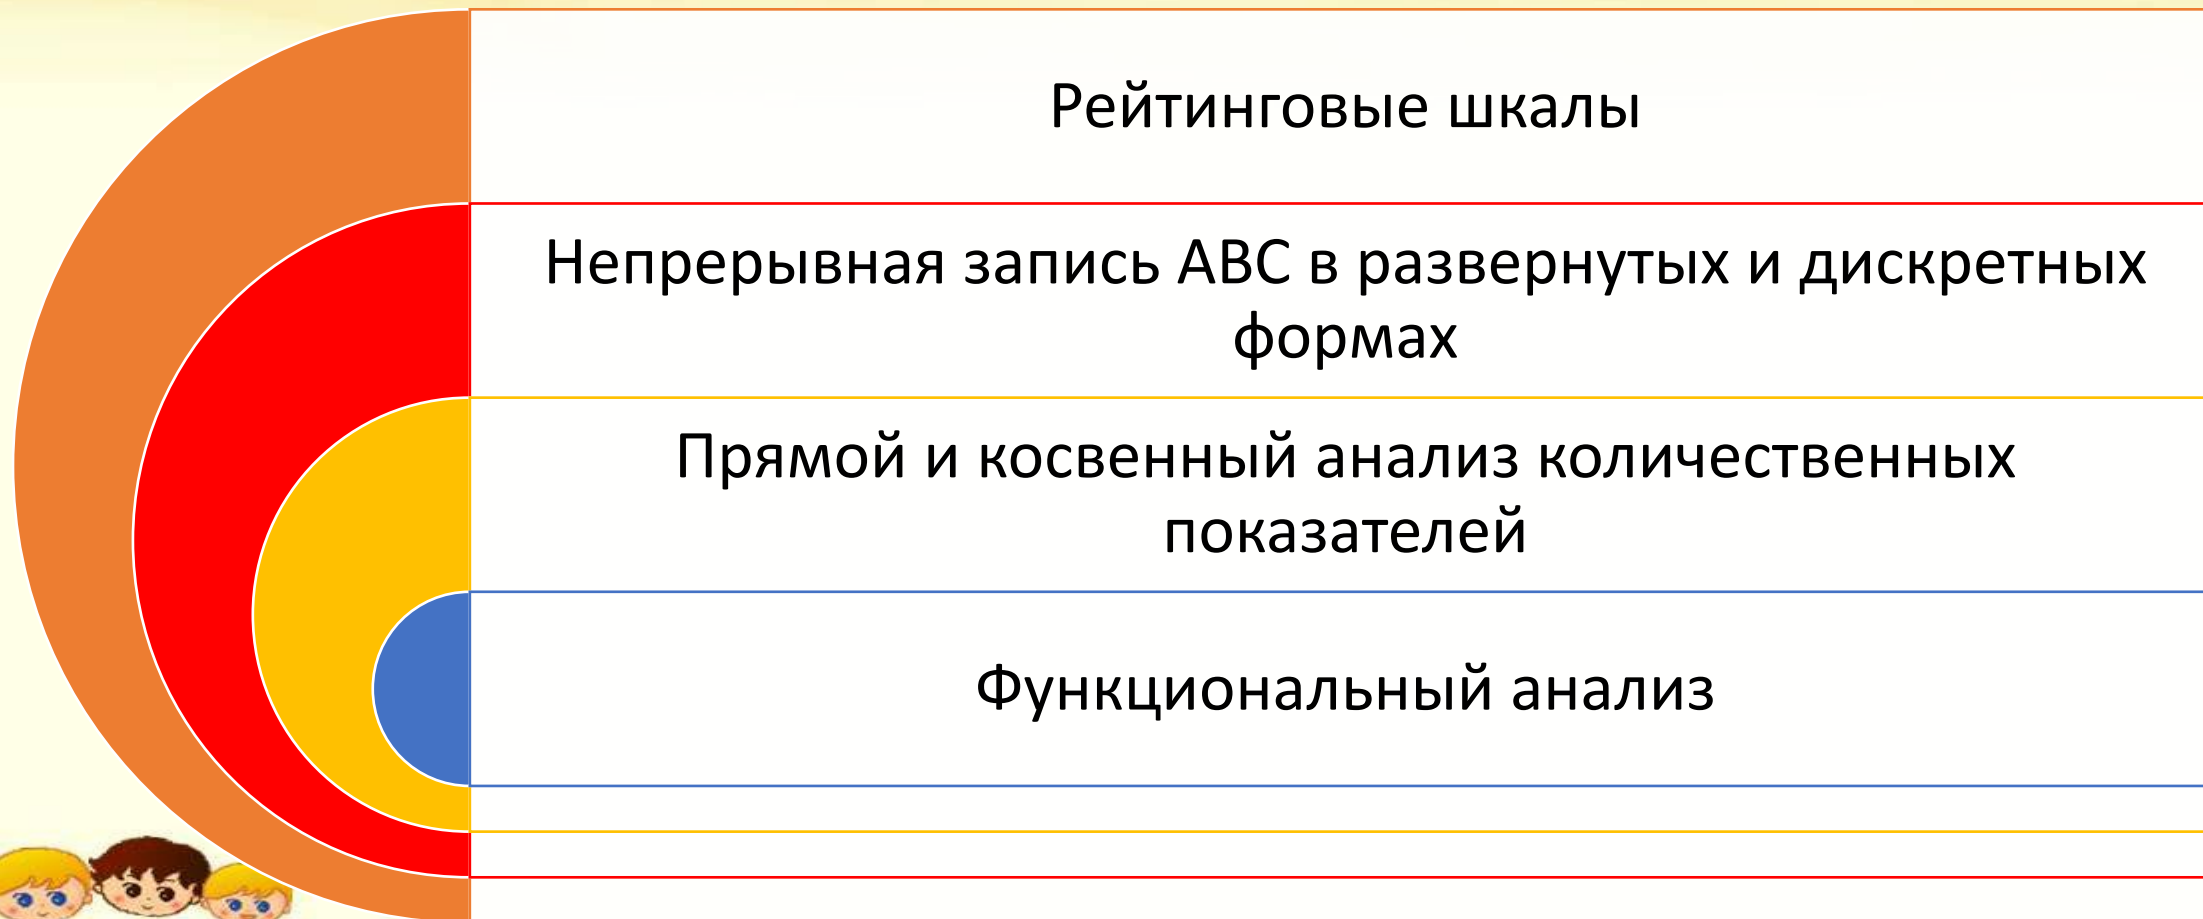 Рейтинговые шкалы
Непрерывная запись АВС в развернутых и дискретных
формах
Прямой и косвенный анализ количественных
показателей
Функциональный анализ